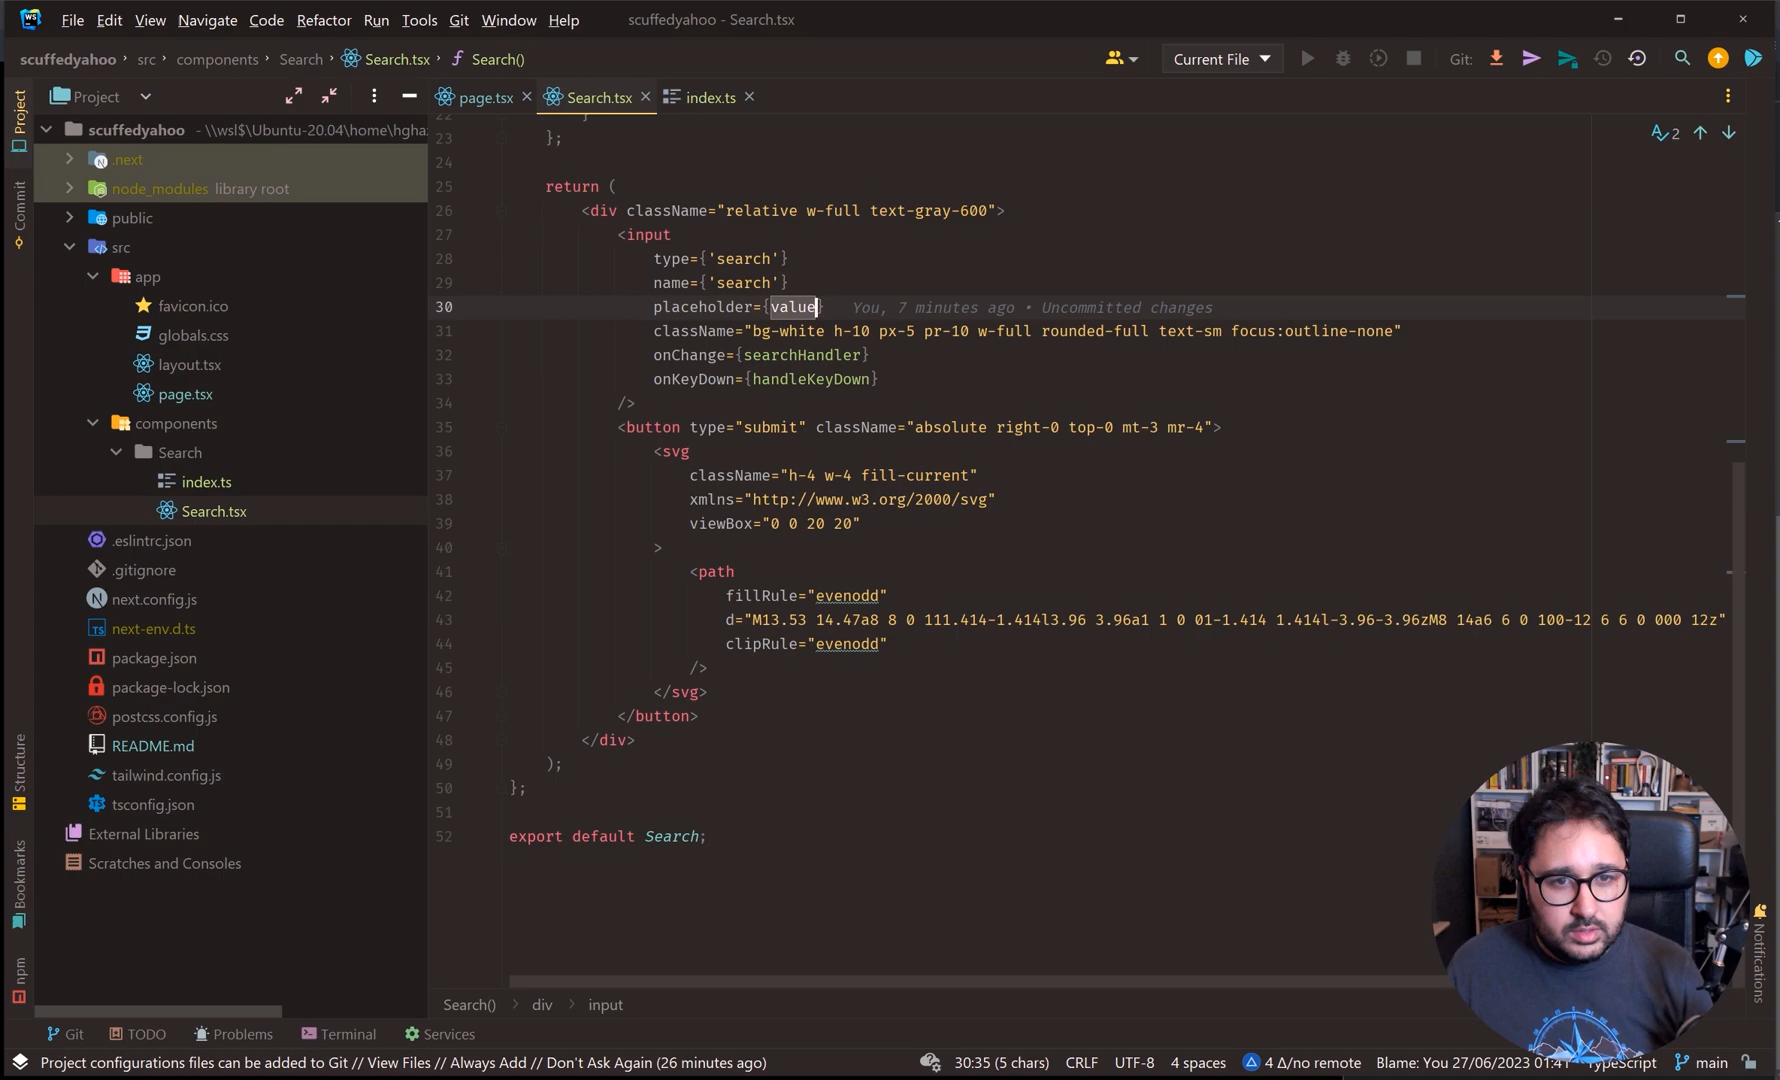 WS File Edit View Navigate Code Refactor Run Tools Git Window Help scuffedyahoo - Search.tsx
scuffedyahoo › src › components › Search › Search.tsx › f Search() Current File Git:
Project
Commit
Structure
Bookmarks
npm
Project
page.tsx Search.tsx index.ts
scuffedyahoo - \\wsl$\Ubuntu-20.04\home\hgha
.next
node_modules library root
public
src
app
favicon.ico
globals.css
layout.tsx
page.tsx
components
Search
index.ts
Search.tsx
.eslintrc.json
.gitignore
next.config.js
next-env.d.ts
package.json
package-lock.json
postcss.config.js
README.md
tailwind.config.js
tsconfig.json
External Libraries
Scratches and Consoles
2
22 }
23 };
24
25 return (
26 <div className="relative w-full text-gray-600">
27 <input
28 type={'search'}
29 name={'search'}
30 placeholder={value} You, 7 minutes ago • Uncommitted changes
31 className="bg-white h-10 px-5 pr-10 w-full rounded-full text-sm focus:outline-none"
32 onChange={searchHandler}
33 onKeyDown={handleKeyDown}
34 />
35 <button type="submit" className="absolute right-0 top-0 mt-3 mr-4">
36 <svg
37 className="h-4 w-4 fill-current"
38 xmlns="http://www.w3.org/2000/svg"
39 viewBox="0 0 20 20"
40 >
41 <path
42 fillRule="evenodd"
43 d="M13.53 14.47a8 8 0 111.414-1.414l3.96 3.96a1 1 0 01-1.414 1.414l-3.96-3.96zM8 14a6 6 0 100-12 6 6 0 000 12z"
44 clipRule="evenodd"
45 />
46 </svg>
47 </button>
48 </div>
49 );
50 };
51
52 export default Search;
Notifications
Search() › div › input
Git TODO Problems Terminal Services
Project configurations files can be added to Git // View Files // Always Add // Don't Ask Again (26 minutes ago) 30:35 (5 chars) CRLF UTF-8 4 spaces 4 Δ/no remote Blame: You 27/06/2023 01:41 TypeScript main